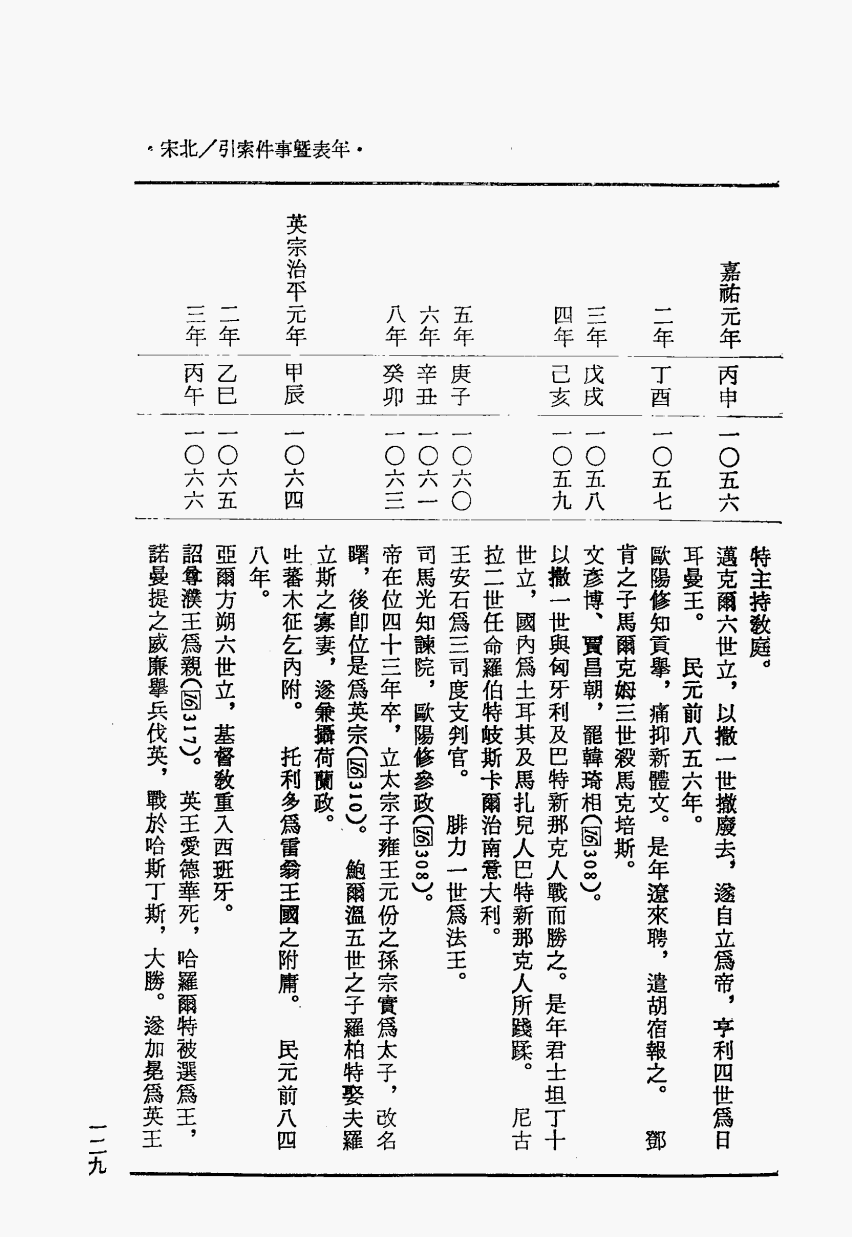 ・年表暨事件索引/北宋・
特主持敎庭。
嘉祐元年 丙申 一〇五六 邁克爾六世立，以撒一世撤廢去，遂自立爲帝，亨利四世爲日
耳曼王。 民元前八五六年。
二年 丁酉 一〇五七 歐陽修知貢舉，痛抑新體文。是年遼來聘，遣胡宿報之。 鄧
肯之子馬爾克姆三世殺馬克培斯。
三年 戊戌 一〇五八 文彥博、賈昌朝，罷韓琦相(16308)。
四年 己亥 一〇五九 以撒一世與匈牙利及巴特新那克人戰而勝之。是年君士坦丁十
世立，國內爲土耳其及馬扎兒人巴特新那克人所踐蹂。 尼古
拉二世任命羅伯特岐斯卡爾治南意大利。
五年 庚子 一〇六〇 王安石爲三司度支判官。 腓力一世爲法王。
六年 辛丑 一〇六一 司馬光知諫院，歐陽修參政(16308)。
八年 癸卯 一〇六三 帝在位四十三年卒，立太宗子雍王元份之孫宗實爲太子，改名
曙，後卽位是爲英宗(16310)。 鮑爾溫五世之子羅柏特娶夫羅
立斯之寡妻，遂兼攝荷蘭政。
英宗治平元年 甲辰 一〇六四 吐蕃木征乞內附。 托利多爲雷翁王國之附庸。 民元前八四
八年。
二年 乙巳 一〇六五 亞爾方朔六世立，基督敎重入西班牙。
三年 丙午 一〇六六 詔尊濮王爲親(16317)。 英王愛德華死，哈羅爾特被選爲王，
諾曼提之威廉舉兵伐英，戰於哈斯丁斯，大勝。遂加冕爲英王
一二九